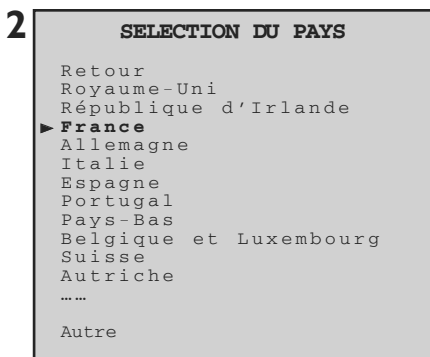 2
SELECTION DU PAYS
Retour
Royaume-Uni
République d'Irlande
France
Allemagne
Italie
Espagne
Portugal
Pays-Bas
Belgique et Luxembourg
Suisse
Autriche
……
Autre